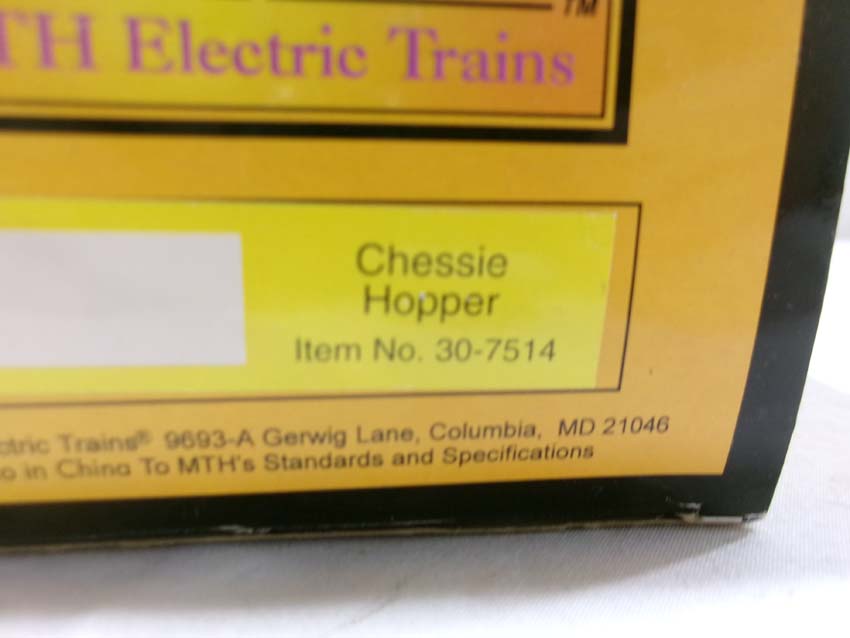 TM
TH Electric Trains
Chessie
Hopper
Item No. 30-7514
ctric Trains® 9693-A Gerwig Lane, Columbia, MD 21046
in China To MTH's Standards and Specifications